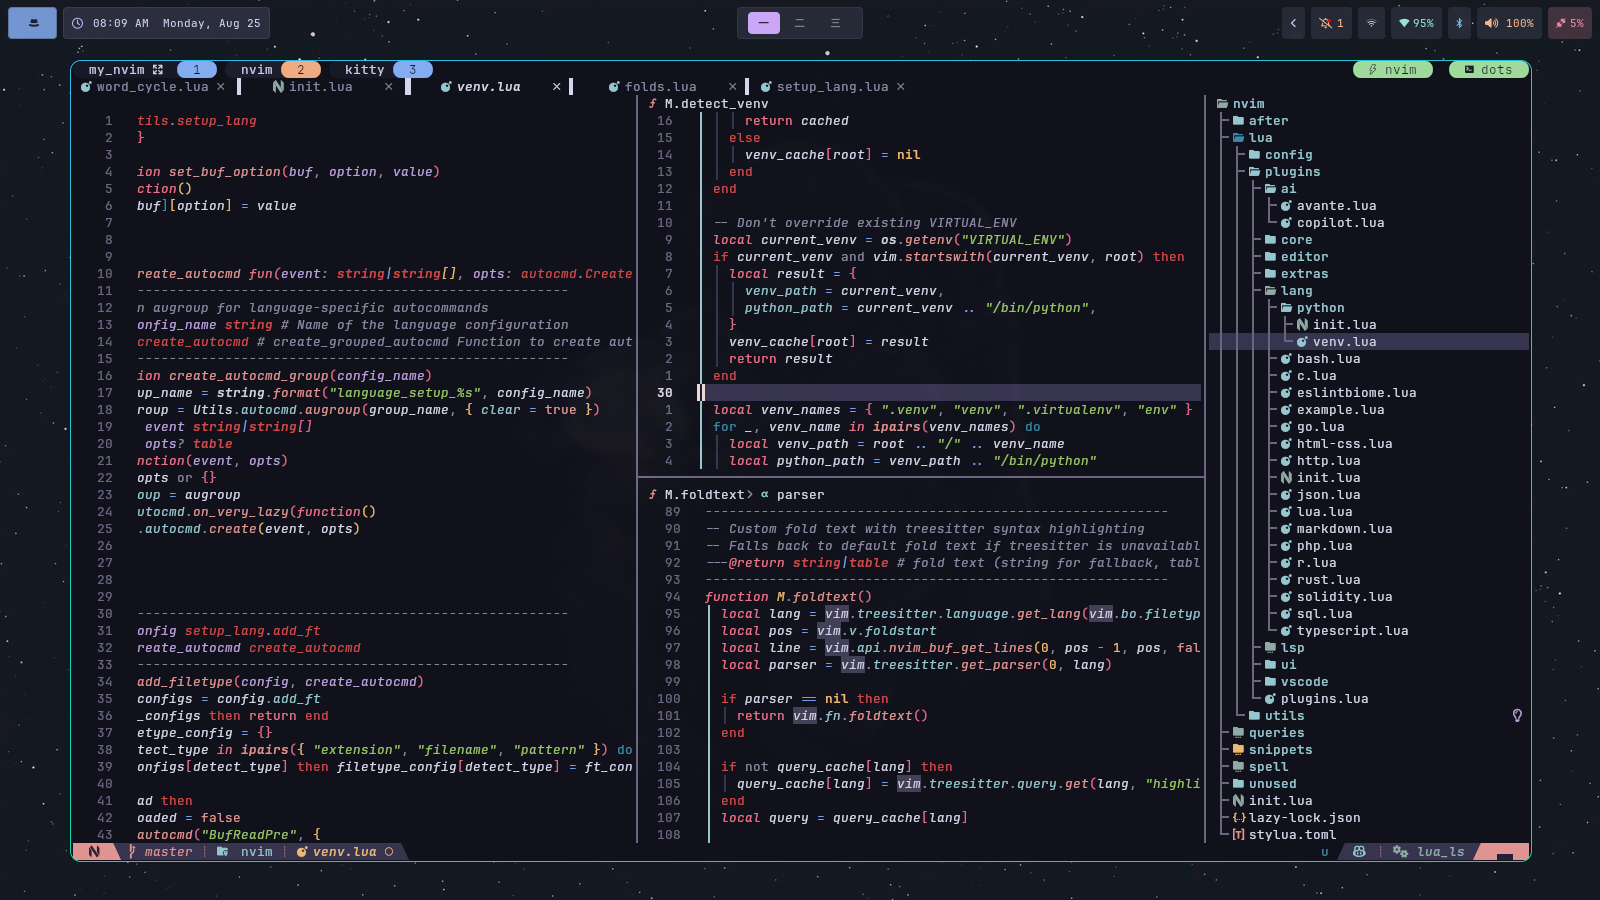 08:09 AM Monday, Aug 25
一 二 三
1 95% 100% 5%
my_nvim 1 nvim 2 kitty 3
nvim dots
word_cycle.lua × init.lua × venv.lua × folds.lua × setup_lang.lua ×
1 tils.setup_lang
2 }
3
4 ion set_buf_option(buf, option, value)
5 ction()
6 buf][option] = value
7
8
9
10 reate_autocmd fun(event: string|string[], opts: autocmd.Create
11 ------------------------------------------------------
12 n augroup for language-specific autocommands
13 onfig_name string # Name of the language configuration
14 create_autocmd # create_grouped_autocmd Function to create aut
15 ------------------------------------------------------
16 ion create_autocmd_group(config_name)
17 up_name = string.format("language_setup_%s", config_name)
18 roup = Utils.autocmd.augroup(group_name, { clear = true })
19 event string|string[]
20 opts? table
21 nction(event, opts)
22 opts or {}
23 oup = augroup
24 utocmd.on_very_lazy(function()
25 .autocmd.create(event, opts)
26
27
28
29
30 ------------------------------------------------------
31 onfig setup_lang.add_ft
32 reate_autocmd create_autocmd
33 ------------------------------------------------------
34 add_filetype(config, create_autocmd)
35 configs = config.add_ft
36 _configs then return end
37 etype_config = {}
38 tect_type in ipairs({ "extension", "filename", "pattern" }) do
39 onfigs[detect_type] then filetype_config[detect_type] = ft_con
40
41 ad then
42 oaded = false
43 autocmd("BufReadPre", {
M.detect_venv
16 return cached
15 else
14 venv_cache[root] = nil
13 end
12 end
11
10 -- Don't override existing VIRTUAL_ENV
9 local current_venv = os.getenv("VIRTUAL_ENV")
8 if current_venv and vim.startswith(current_venv, root) then
7 local result = {
6 venv_path = current_venv,
5 python_path = current_venv .. "/bin/python",
4 }
3 venv_cache[root] = result
2 return result
1 end
30
1 local venv_names = { ".venv", "venv", ".virtualenv", "env" }
2 for _, venv_name in ipairs(venv_names) do
3 local venv_path = root .. "/" .. venv_name
4 local python_path = venv_path .. "/bin/python"
M.foldtext> α parser
89 ----------------------------------------------------------
90 -- Custom fold text with treesitter syntax highlighting
91 -- Falls back to default fold text if treesitter is unavailabl
92 ---@return string|table # fold text (string for fallback, tabl
93 ----------------------------------------------------------
94 function M.foldtext()
95 local lang = vim.treesitter.language.get_lang(vim.bo.filetyp
96 local pos = vim.v.foldstart
97 local line = vim.api.nvim_buf_get_lines(0, pos - 1, pos, fal
98 local parser = vim.treesitter.get_parser(0, lang)
99
100 if parser == nil then
101 return vim.fn.foldtext()
102 end
103
104 if not query_cache[lang] then
105 query_cache[lang] = vim.treesitter.query.get(lang, "highli
106 end
107 local query = query_cache[lang]
108
nvim
after
lua
config
plugins
ai
avante.lua
copilot.lua
core
editor
extras
lang
python
init.lua
venv.lua
bash.lua
c.lua
eslintbiome.lua
example.lua
go.lua
html-css.lua
http.lua
init.lua
json.lua
lua.lua
markdown.lua
php.lua
r.lua
rust.lua
solidity.lua
sql.lua
typescript.lua
lsp
ui
vscode
plugins.lua
utils
queries
snippets
spell
unused
init.lua
lazy-lock.json
stylua.toml
master nvim venv.lua
U lua_ls